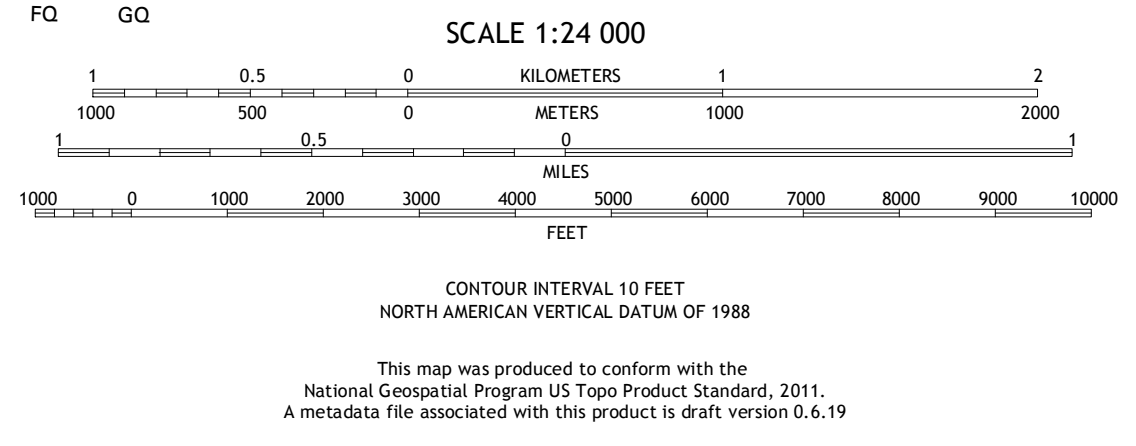 FQ GQ
SCALE 1:24 000
1 0.5 0 KILOMETERS 1 2
1000 500 0 METERS 1000 2000
1 0.5 0 1
MILES
1000 0 1000 2000 3000 4000 5000 6000 7000 8000 9000 10000
FEET
CONTOUR INTERVAL 10 FEET
NORTH AMERICAN VERTICAL DATUM OF 1988
This map was produced to conform with the
National Geospatial Program US Topo Product Standard, 2011.
A metadata file associated with this product is draft version 0.6.19